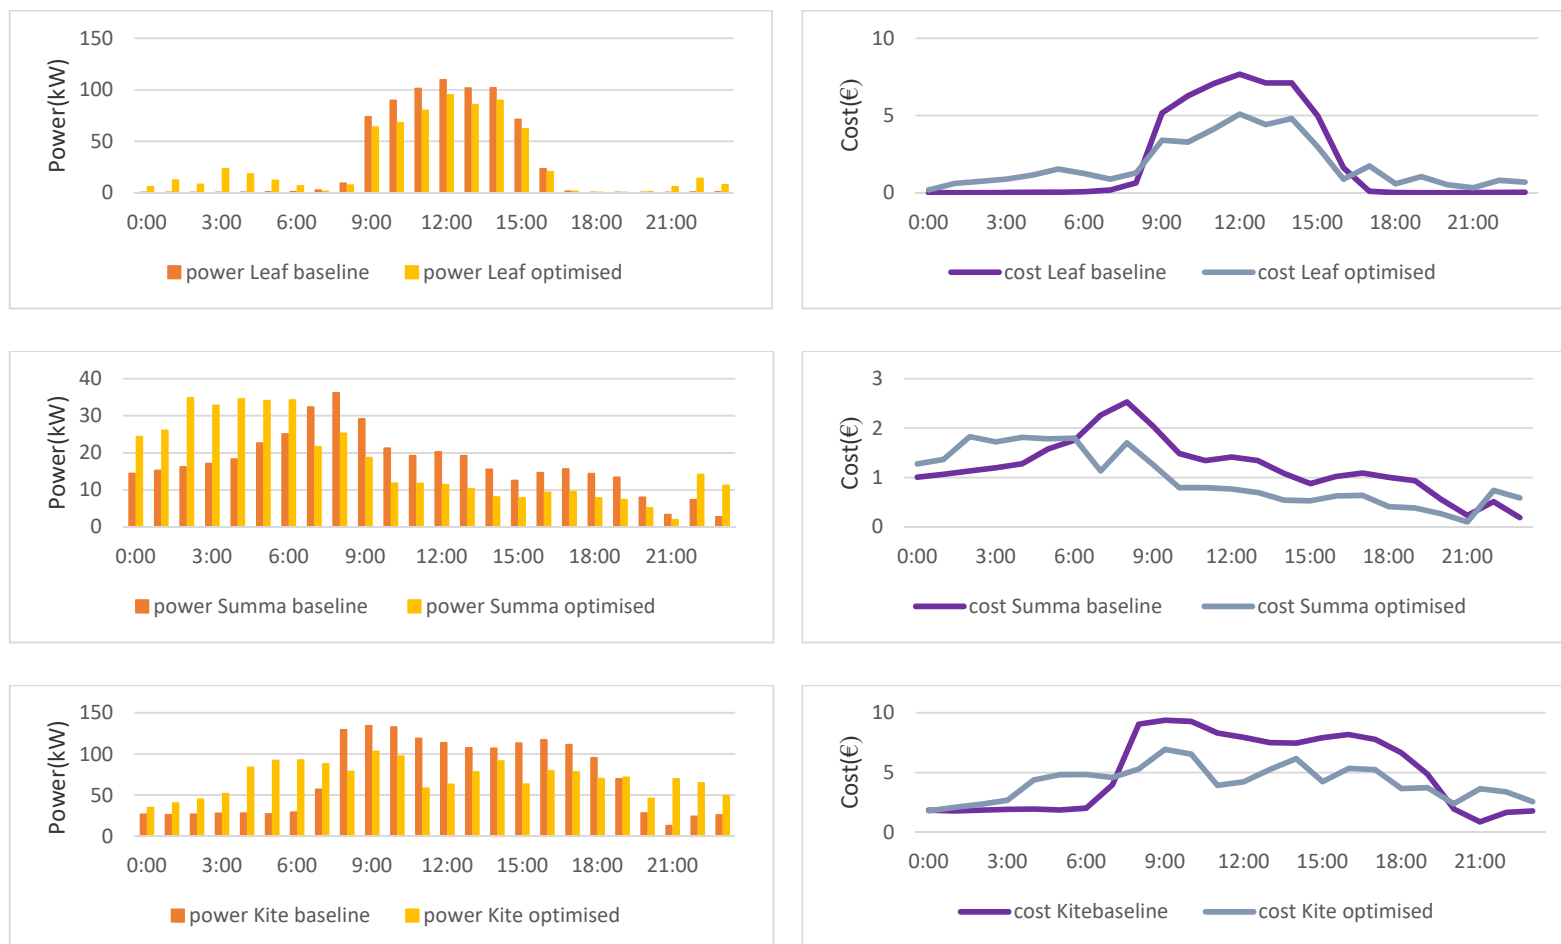 Power(kW)
150
100
50
0
0:00 3:00 6:00 9:00 12:00 15:00 18:00 21:00
power Leaf baseline power Leaf optimised
Cost(€)
10
5
0
0:00 3:00 6:00 9:00 12:00 15:00 18:00 21:00
cost Leaf baseline cost Leaf optimised
Power(kW)
40
30
20
10
0
0:00 3:00 6:00 9:00 12:00 15:00 18:00 21:00
power Summa baseline power Summa optimised
Cost(€)
3
2
1
0
0:00 3:00 6:00 9:00 12:00 15:00 18:00 21:00
cost Summa baseline cost Summa optimised
Power(kW)
150
100
50
0
0:00 3:00 6:00 9:00 12:00 15:00 18:00 21:00
power Kite baseline power Kite optimised
Cost(€)
10
5
0
0:00 3:00 6:00 9:00 12:00 15:00 18:00 21:00
cost Kitebaseline cost Kite optimised